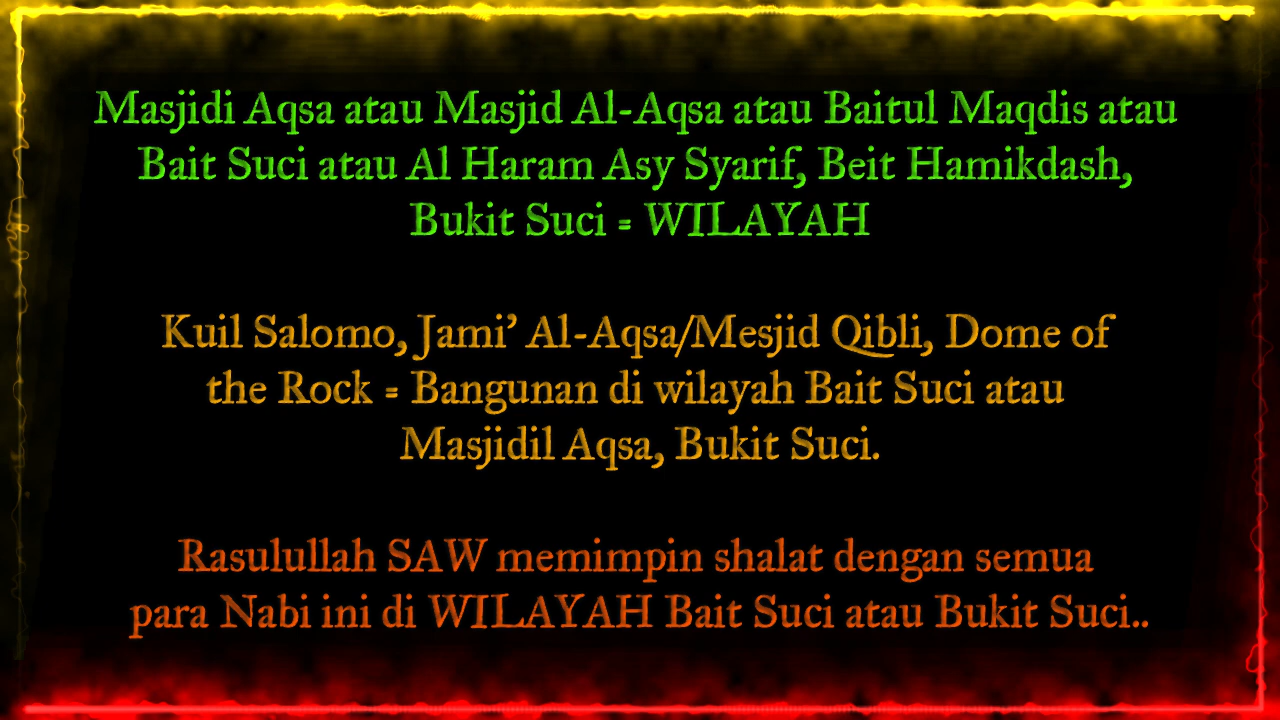 Masjidi Aqsa atau Masjid Al-Aqsa atau Baitul Maqdis atau
Bait Suci atau Al Haram Asy Syarif, Beit Hamikdash,
Bukit Suci = WILAYAH
Kuil Salomo, Jami' Al-Aqsa/Mesjid Qibli, Dome of
the Rock = Bangunan di wilayah Bait Suci atau
Masjidil Aqsa, Bukit Suci.
Rasulullah SAW memimpin shalat dengan semua
para Nabi ini di WILAYAH Bait Suci atau Bukit Suci..